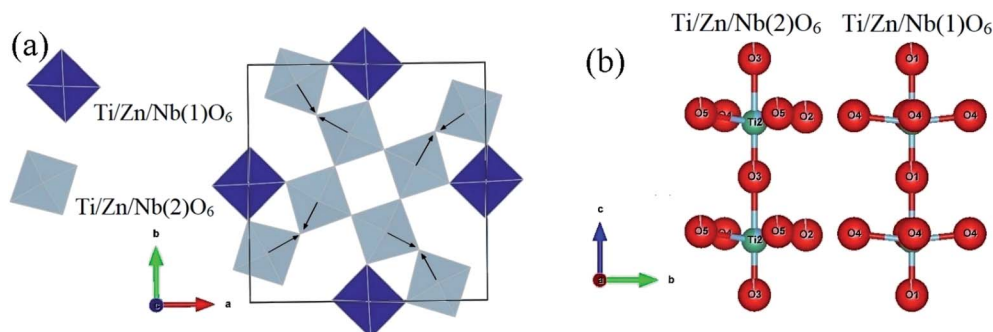 (a)
Ti/Zn/Nb(1)O₆
Ti/Zn/Nb(2)O₆
b
c
a
(b)
Ti/Zn/Nb(2)O₆ Ti/Zn/Nb(1)O₆
O3 O1
O5 O4 Ti2 O5 O2 O4 O4 O4
O3 O1
O5 O4 Ti2 O5 O2 O4 O4 O4
O3 O1
c
a b